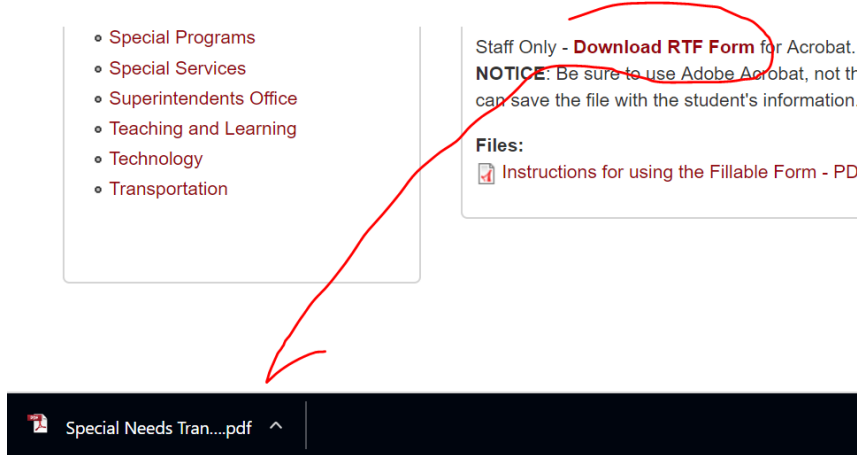 Special Programs
Special Services
Superintendents Office
Teaching and Learning
Technology
Transportation
Staff Only - Download RTF Form for Acrobat.
NOTICE: Be sure to use Adobe Acrobat, not th
can save the file with the student's information.
Files:
Instructions for using the Fillable Form - PD
Special Needs Tran....pdf